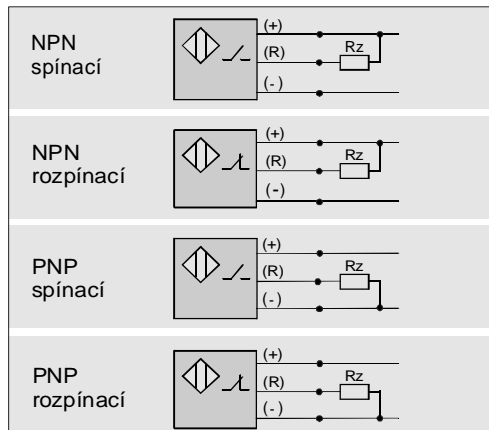 NPN
spínací
(+)
(R)
Rz
(-)
NPN
rozpínací
(+)
(R)
Rz
(-)
PNP
spínací
(+)
(R)
Rz
(-)
PNP
rozpínací
(+)
(R)
Rz
(-)